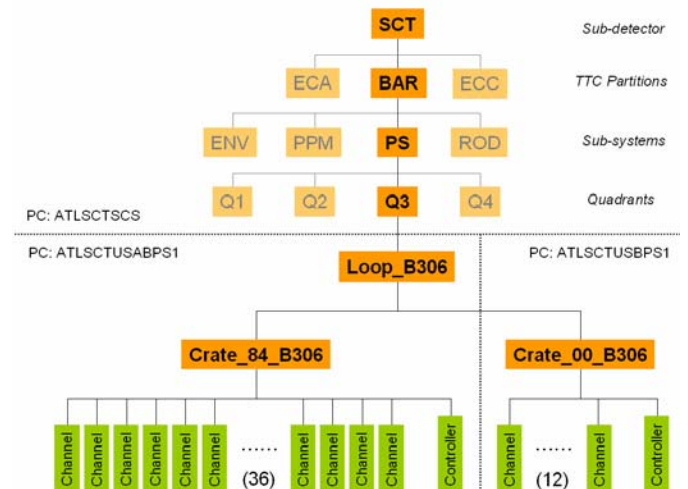 SCT
Sub-detector
ECA BAR ECC
TTC Partitions
ENV PPM PS ROD
Sub-systems
Q1 Q2 Q3 Q4
Quadrants
PC: ATLSCTSCS
PC: ATLSCTUSABPS1
PC: ATLSCTUSBPS1
Loop_B306
Crate_84_B306
Crate_00_B306
Channel Channel Channel Channel Channel Channel ...... (36) Channel Channel Channel Channel Controller
Channel ...... (12) Channel Controller